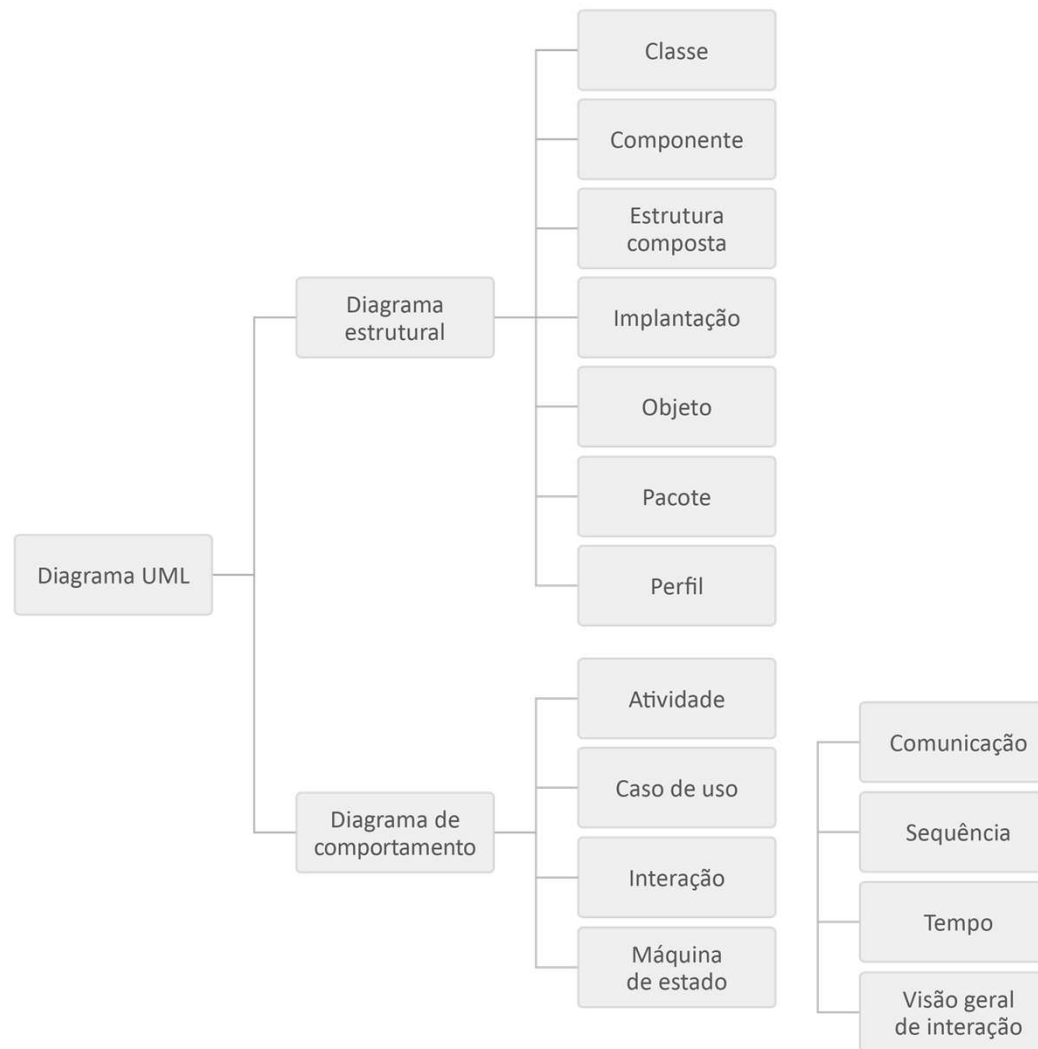 Classe
Componente
Estrutura
composta
Diagrama
estrutural
Implantação
Objeto
Pacote
Diagrama UML
Perfil
Atividade
Comunicação
Caso de uso
Diagrama de
comportamento
Sequência
Interação
Tempo
Máquina
de estado
Visão geral
de interação